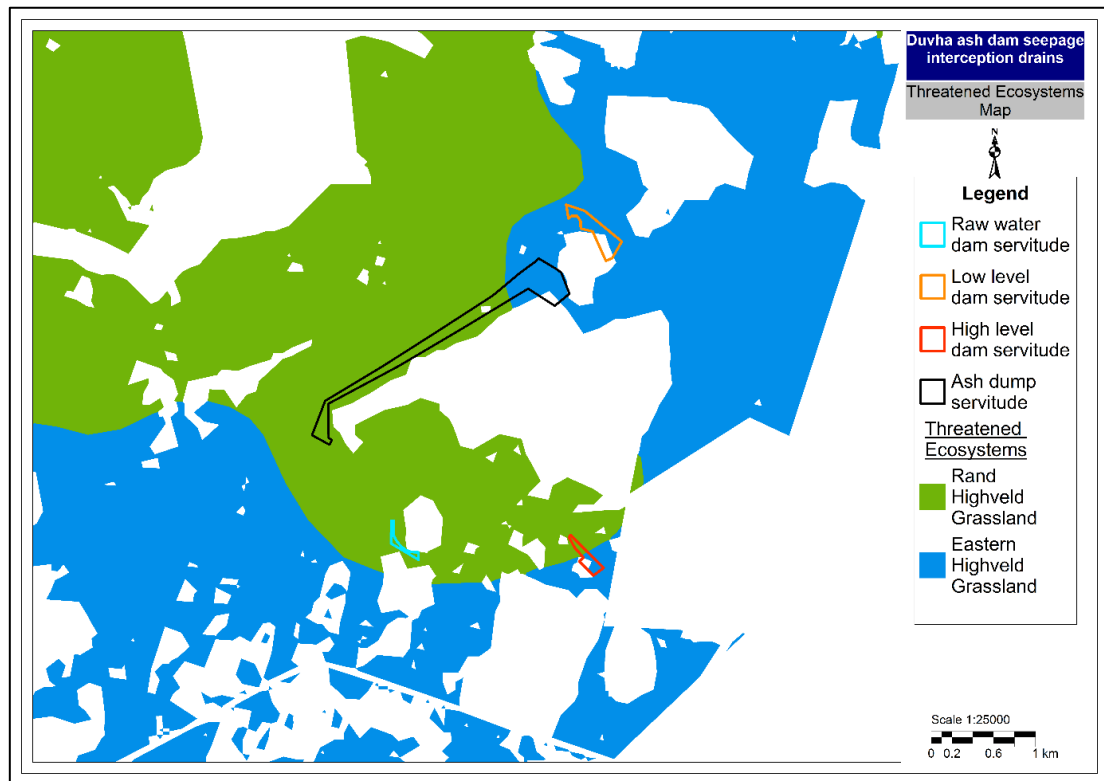 Duvha ash dam seepage
interception drains
Threatened Ecosystems
Map
N
Legend
Raw water
dam servitude
Low level
dam servitude
High level
dam servitude
Ash dump
servitude
Threatened
Ecosystems
Rand
Highveld
Grassland
Eastern
Highveld
Grassland
Scale 1:25000
0 0.2 0.6 1 km